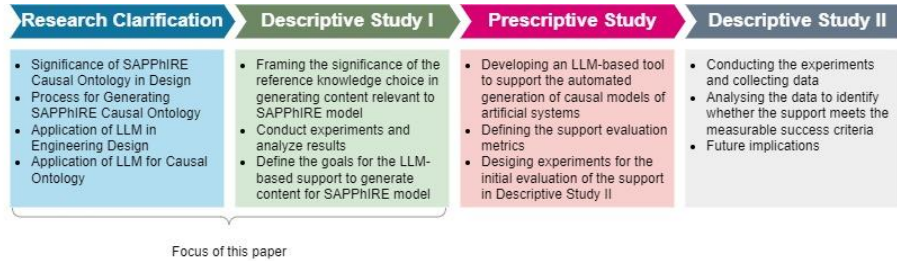 Research Clarification
Descriptive Study I
Prescriptive Study
Descriptive Study II
Significance of SAPPhIRE
Causal Ontology in Design
Process for Generating
SAPPhIRE Causal Ontology
Application of LLM in
Engineering Design
Application of LLM for Causal
Ontology
Framing the significance of the
reference knowledge choice in
generating content relevant to
SAPPhIRE model
Conduct experiments and
analyze results
Define the goals for the LLM-
based support to generate
content for SAPPhIRE model
Developing an LLM-based tool
to support the automated
generation of causal models of
artificial systems
Defining the support evaluation
metrics
Desiging experiments for the
initial evaluation of the support
in Descriptive Study II
Conducting the experiments
and collecting data
Analysing the data to identify
whether the support meets the
measurable success criteria
Future implications
Focus of this paper